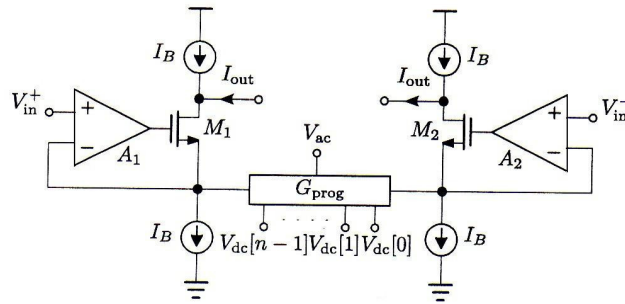 I_B
I_B
I_out
I_out
V_in^+
+
−
A_1
M_1
M_2
+
−
A_2
V_in^-
V_ac
G_prog
I_B
V_dc[n − 1] V_dc[1] V_dc[0]
I_B